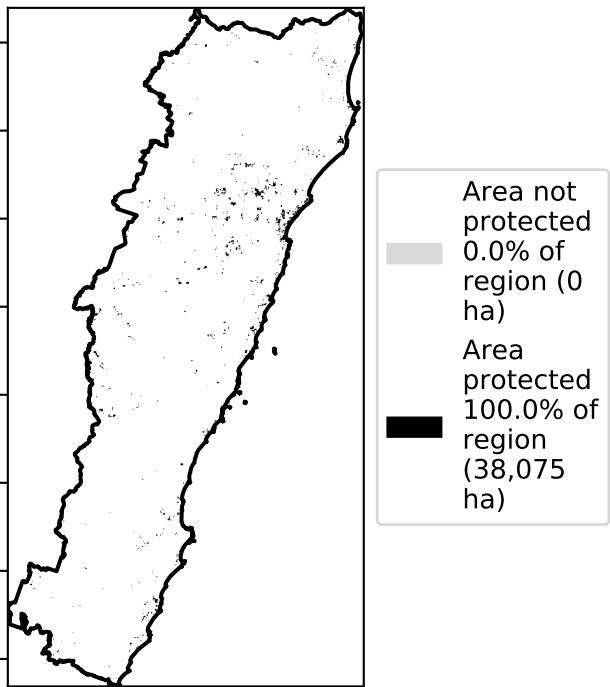 Area not
protected
0.0% of
region (0
ha)
Area
protected
100.0% of
region
(38,075
ha)